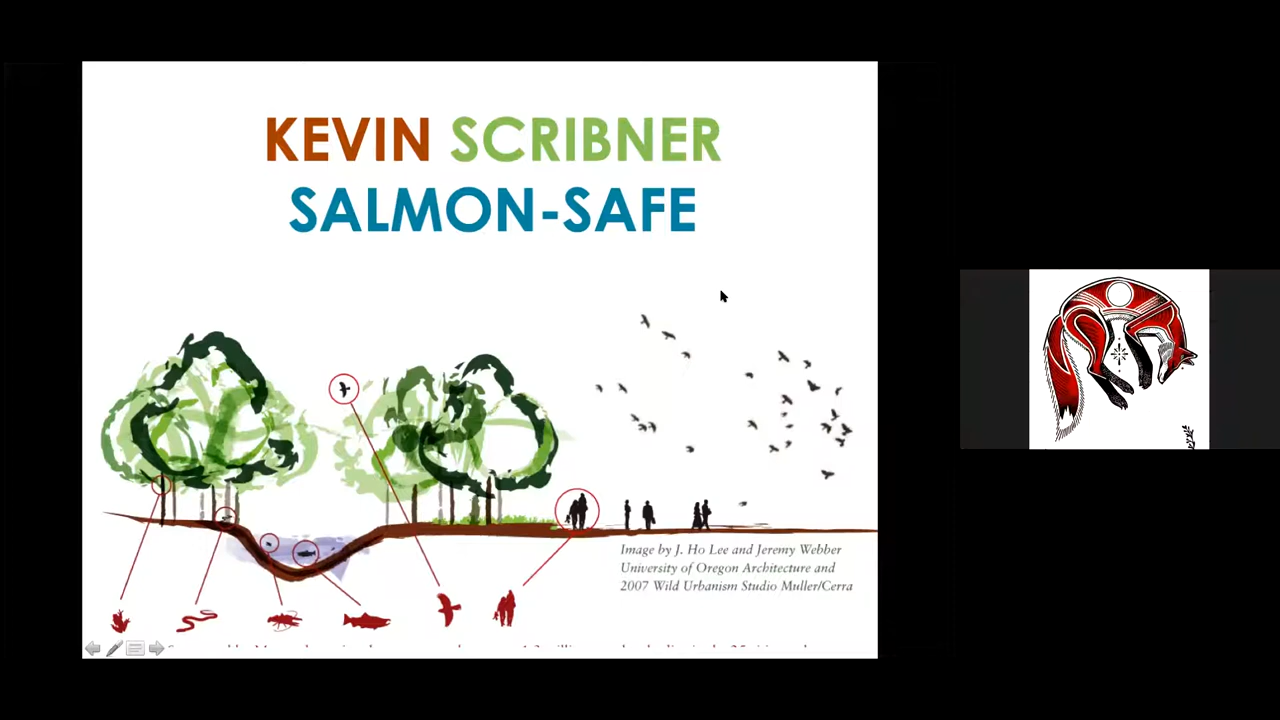 KEVIN SCRIBNER
SALMON-SAFE
Image by J. Ho Lee and Jeremy Webber
University of Oregon Architecture and
2007 Wild Urbanism Studio Muller/Cerra